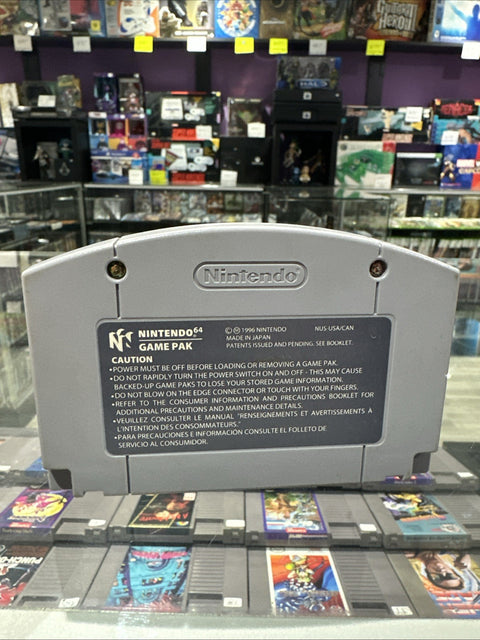 Guitar Hero
HALO
Nintendo
NINTENDO64
GAME PAK
©Ⓜ 1996 NINTENDO
MADE IN JAPAN
PATENTS ISSUED AND PENDING. SEE BOOKLET.
NUS-USA/CAN
CAUTION
•POWER MUST BE OFF BEFORE LOADING OR REMOVING A GAME PAK.
•DO NOT RAPIDLY TURN THE POWER SWITCH ON AND OFF - THIS MAY CAUSE
BACKED-UP GAME PAKS TO LOSE YOUR STORED GAME INFORMATION.
•DO NOT BLOW ON THE EDGE CONNECTOR OR TOUCH WITH YOUR FINGERS.
•REFER TO THE CONSUMER INFORMATION AND PRECAUTIONS BOOKLET FOR
ADDITIONAL PRECAUTIONS AND MAINTENANCE DETAILS.
•VEUILLEZ CONSULTER LE MANUAL "RENSEIGNEMENTS ET AVERTISSEMENTS À
L'INTENTION DES CONSOMMATEURS."
•PARA PRECAUCIONES E INFORMACIÓN CONSULTE EL FOLLETO DE
SERVICIO AL CONSUMIDOR.
PUNCH-O